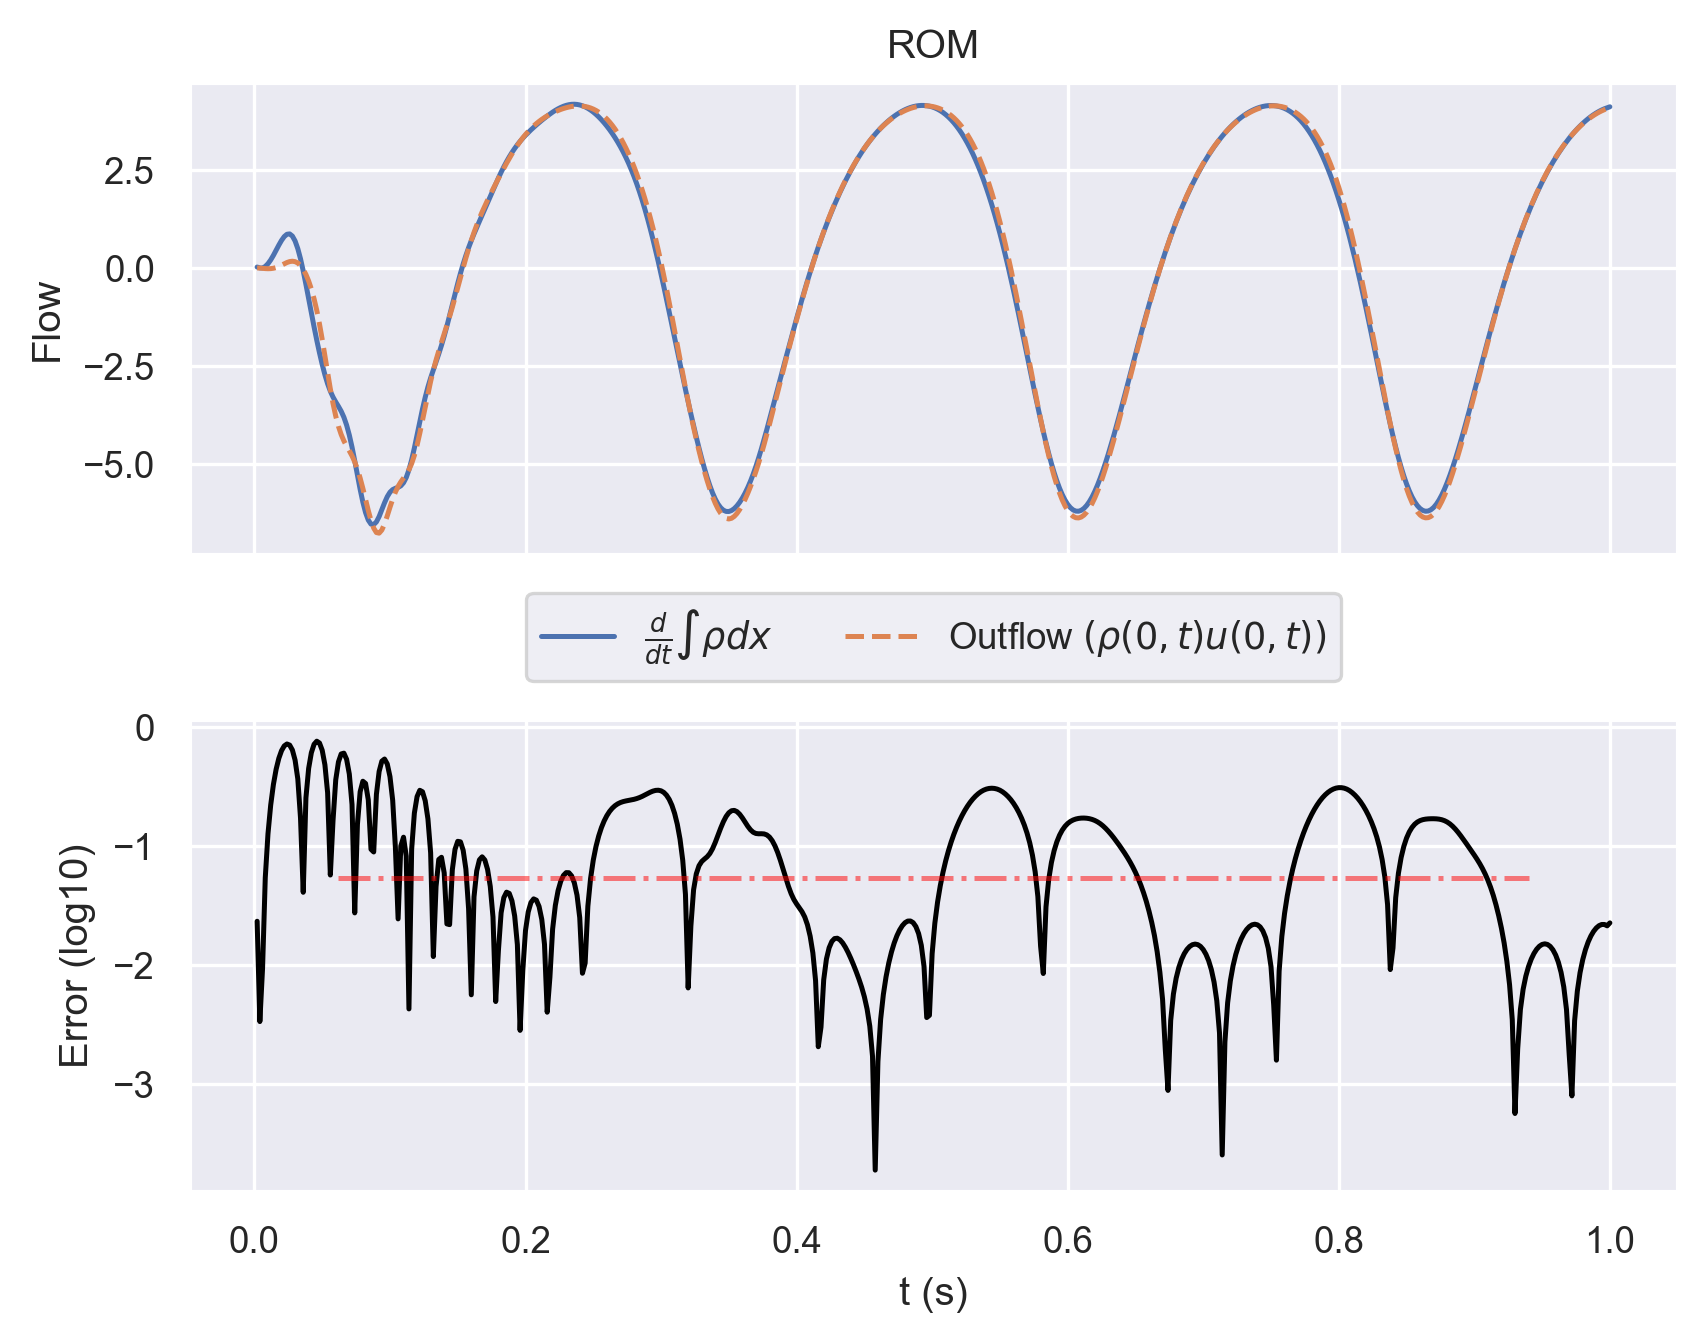 ROM
2.5
0.0
−2.5
−5.0
Flow
d/dt ∫ρdx
Outflow (ρ(0, t)u(0, t))
0
−1
−2
−3
Error (log10)
0.0 0.2 0.4 0.6 0.8 1.0
t (s)